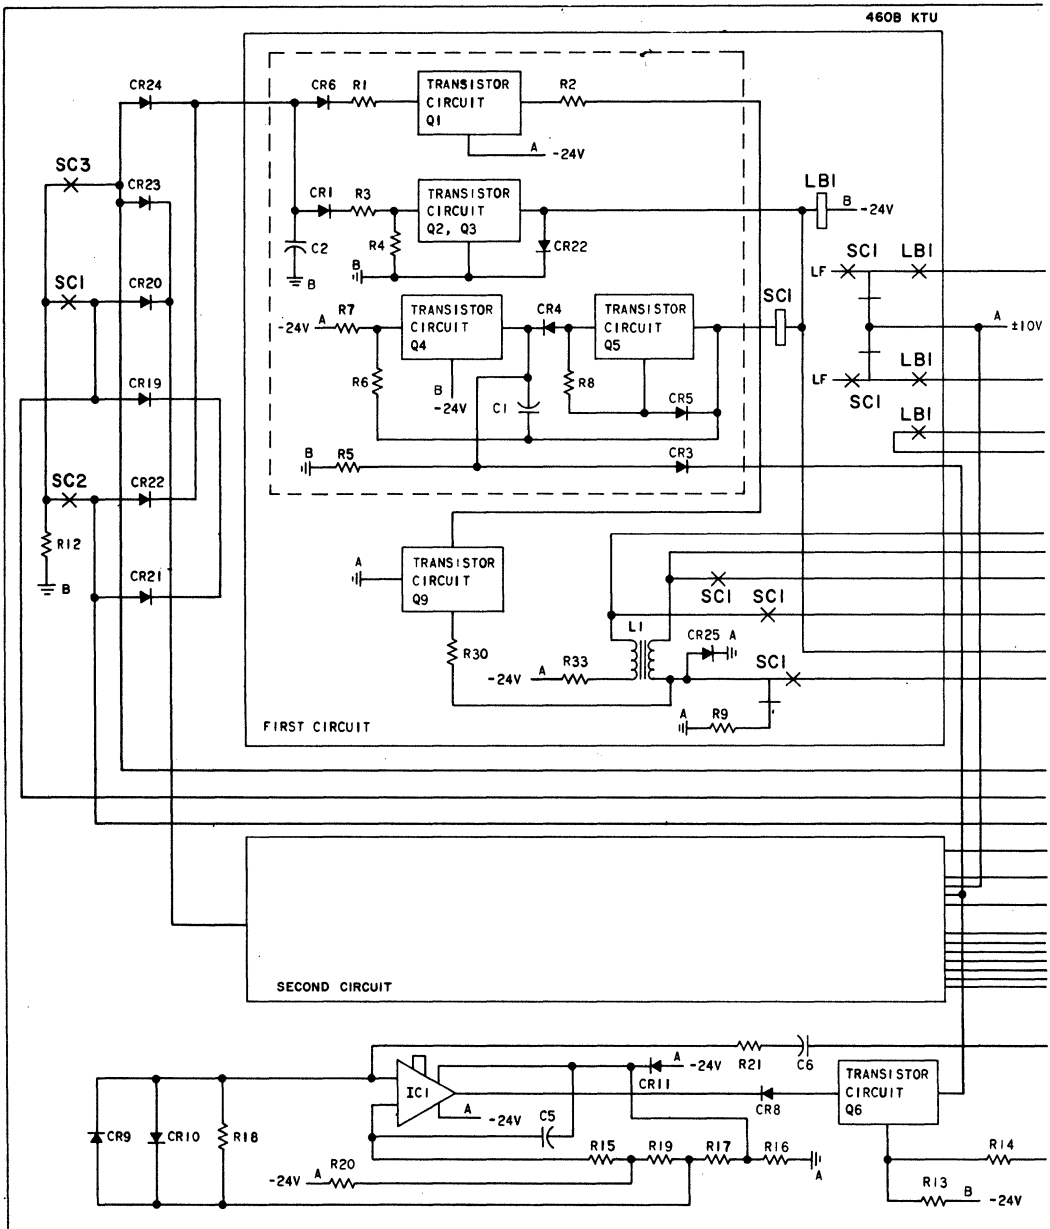 460B KTU
CR24
CR6
R1
TRANSISTOR
CIRCUIT
Q1
R2
A
-24V
SC3
CR23
CR1
R3
TRANSISTOR
CIRCUIT
Q2, Q3
LB1
B
-24V
R4
CR22
C2
B
B
SC1
LB1
LF
SC1
CR20
-24V
A
R7
TRANSISTOR
CIRCUIT
Q4
CR4
TRANSISTOR
CIRCUIT
Q5
SC1
A
±10V
R6
B
-24V
C1
R8
CR5
LB1
LF
SC1
CR19
LB1
B
R5
CR3
SC2
CR22
R12
B
A
TRANSISTOR
CIRCUIT
Q9
CR21
SC1
SC1
L1
R30
CR25
A
-24V
A
R33
SC1
A
R9
FIRST CIRCUIT
SECOND CIRCUIT
R21
C6
IC1
A
-24V
CR11
A
-24V
CR8
TRANSISTOR
CIRCUIT
Q6
CR9
CR10
R18
C5
R15
R19
R17
R16
A
R14
-24V
A
R20
R13
B
-24V